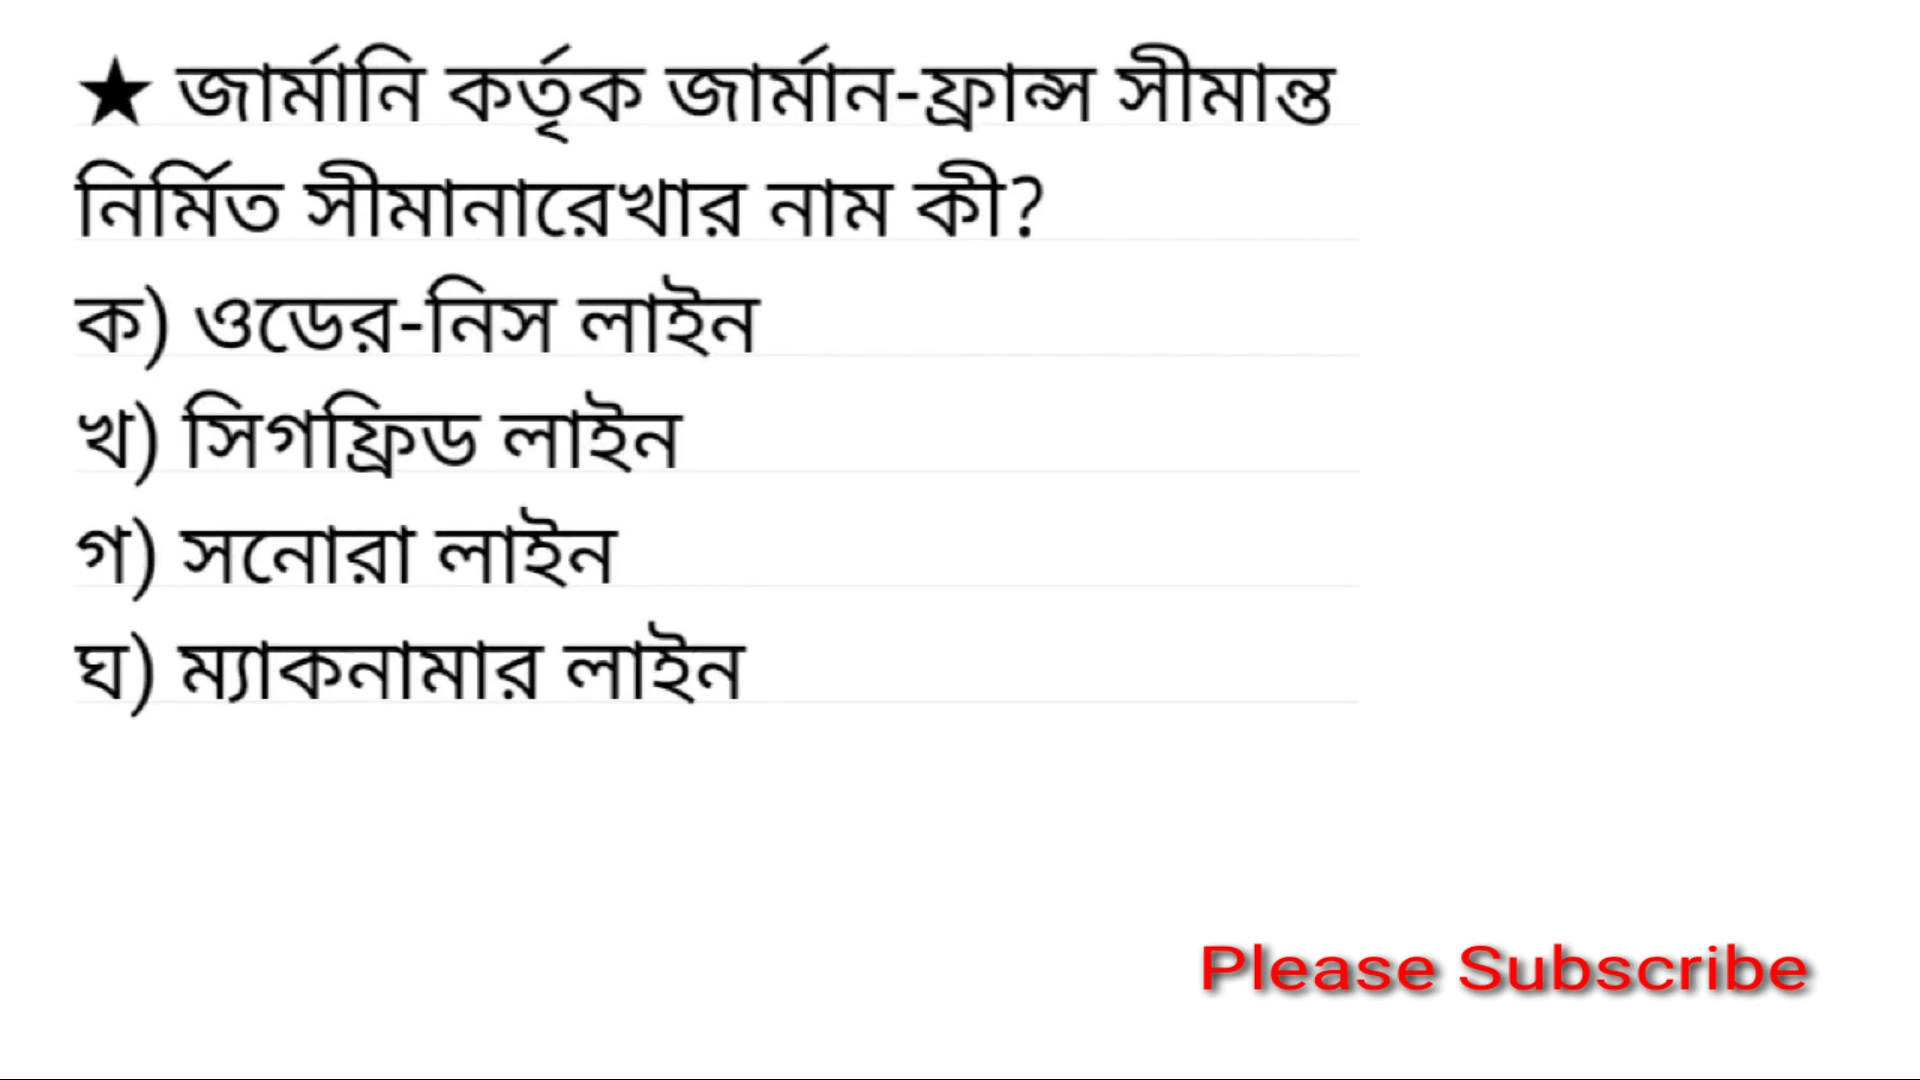 ★ জার্মানি কর্তৃক জার্মান-ফ্রান্স সীমান্ত
নির্মিত সীমানারেখার নাম কী?
ক) ওডের-নিস লাইন
খ) সিগফ্রিড লাইন
গ) সনোরা লাইন
ঘ) ম্যাকনামার লাইন
Please Subscribe